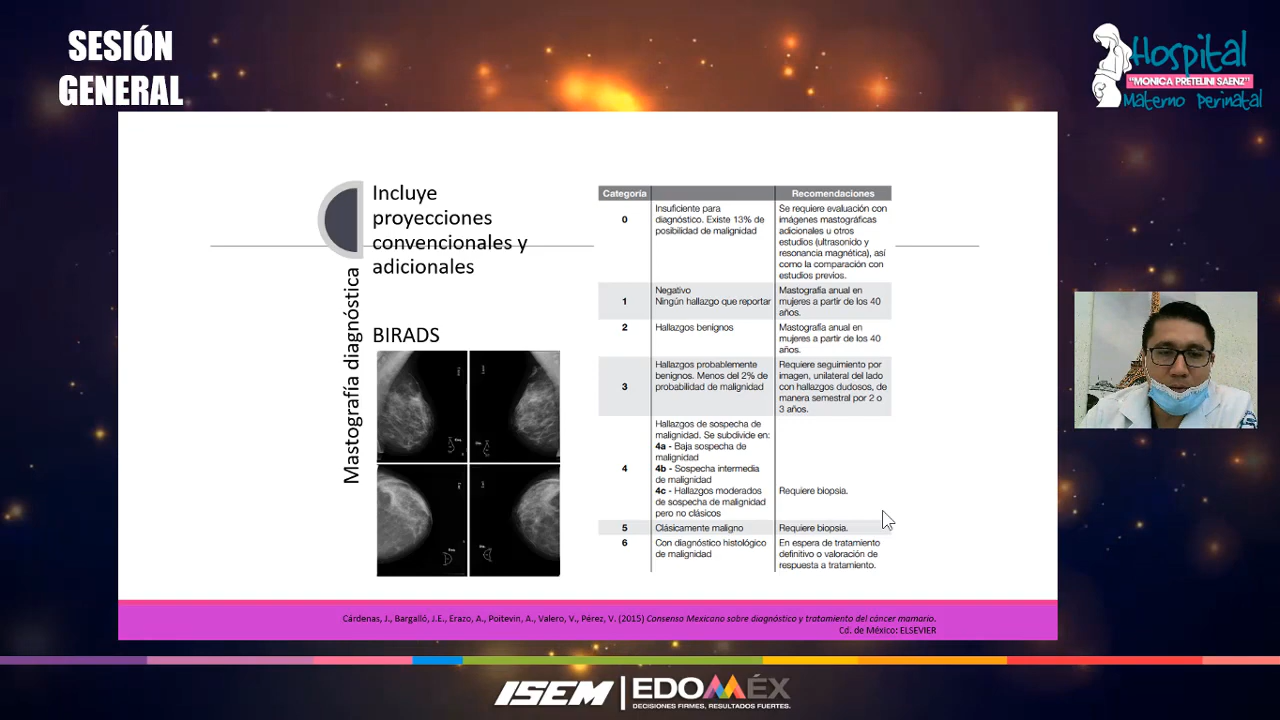 SESIÓN
GENERAL
Hospital
"MONICA PRETELINI SAENZ"
Materno Perinatal
Mastografía diagnóstica
Incluye
proyecciones
convencionales y
adicionales
BIRADS
Categoría Recomendaciones
0
Insuficiente para
diagnóstico. Existe 13% de
posibilidad de malignidad
Se requiere evaluación con
imágenes mastográficas
adicionales u otros
estudios (ultrasonido y
resonancia magnética), así
como la comparación con
estudios previos.
1
Negativo
Ningún hallazgo que reportar
Mastografía anual en
mujeres a partir de los 40
años.
2
Hallazgos benignos
Mastografía anual en
mujeres a partir de los 40
años.
3
Hallazgos probablemente
benignos. Menos del 2% de
probabilidad de malignidad
Requiere seguimiento por
imagen, unilateral del lado
con hallazgos dudosos, de
manera semestral por 2 o
3 años.
4
Hallazgos de sospecha de
malignidad. Se subdivide en:
4a - Baja sospecha de
malignidad
4b - Sospecha intermedia
de malignidad
4c - Hallazgos moderados
de sospecha de malignidad
pero no clásicos
Requiere biopsia.
5
Clásicamente maligno
Requiere biopsia.
6
Con diagnóstico histológico
de malignidad
En espera de tratamiento
definitivo o valoración de
respuesta a tratamiento.
Cárdenas, J., Bargalló, J.E., Erazo, A., Poitevin, A., Valero, V., Pérez, V. (2015) Consenso Mexicano sobre diagnóstico y tratamiento del cáncer mamario.
Cd. de México: ELSEVIER
ISEM
EDOMÉX
DECISIONES FIRMES, RESULTADOS FUERTES.